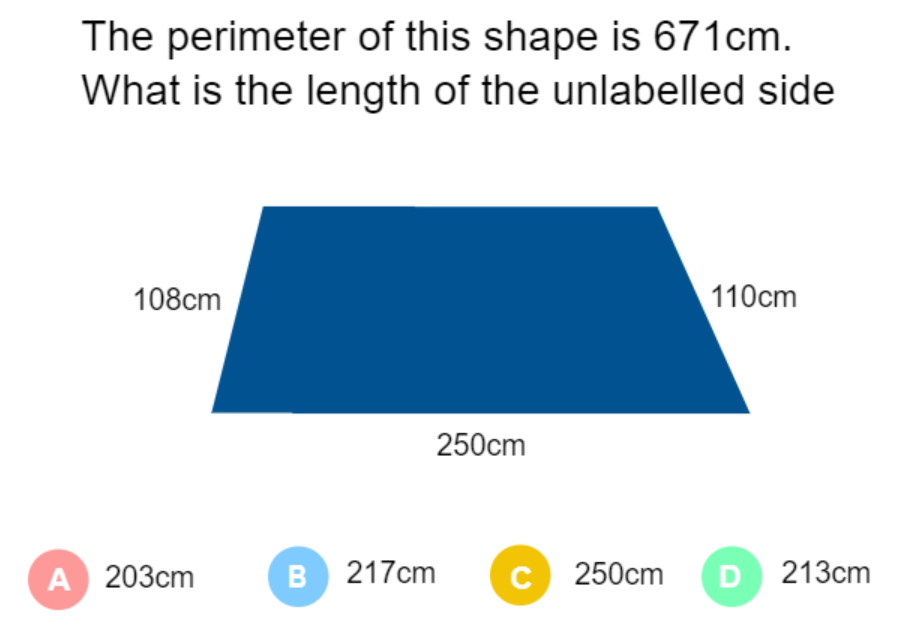 The perimeter of this shape is 671cm.
What is the length of the unlabelled side
108cm
110cm
250cm
A 203cm
B 217cm
C 250cm
D 213cm